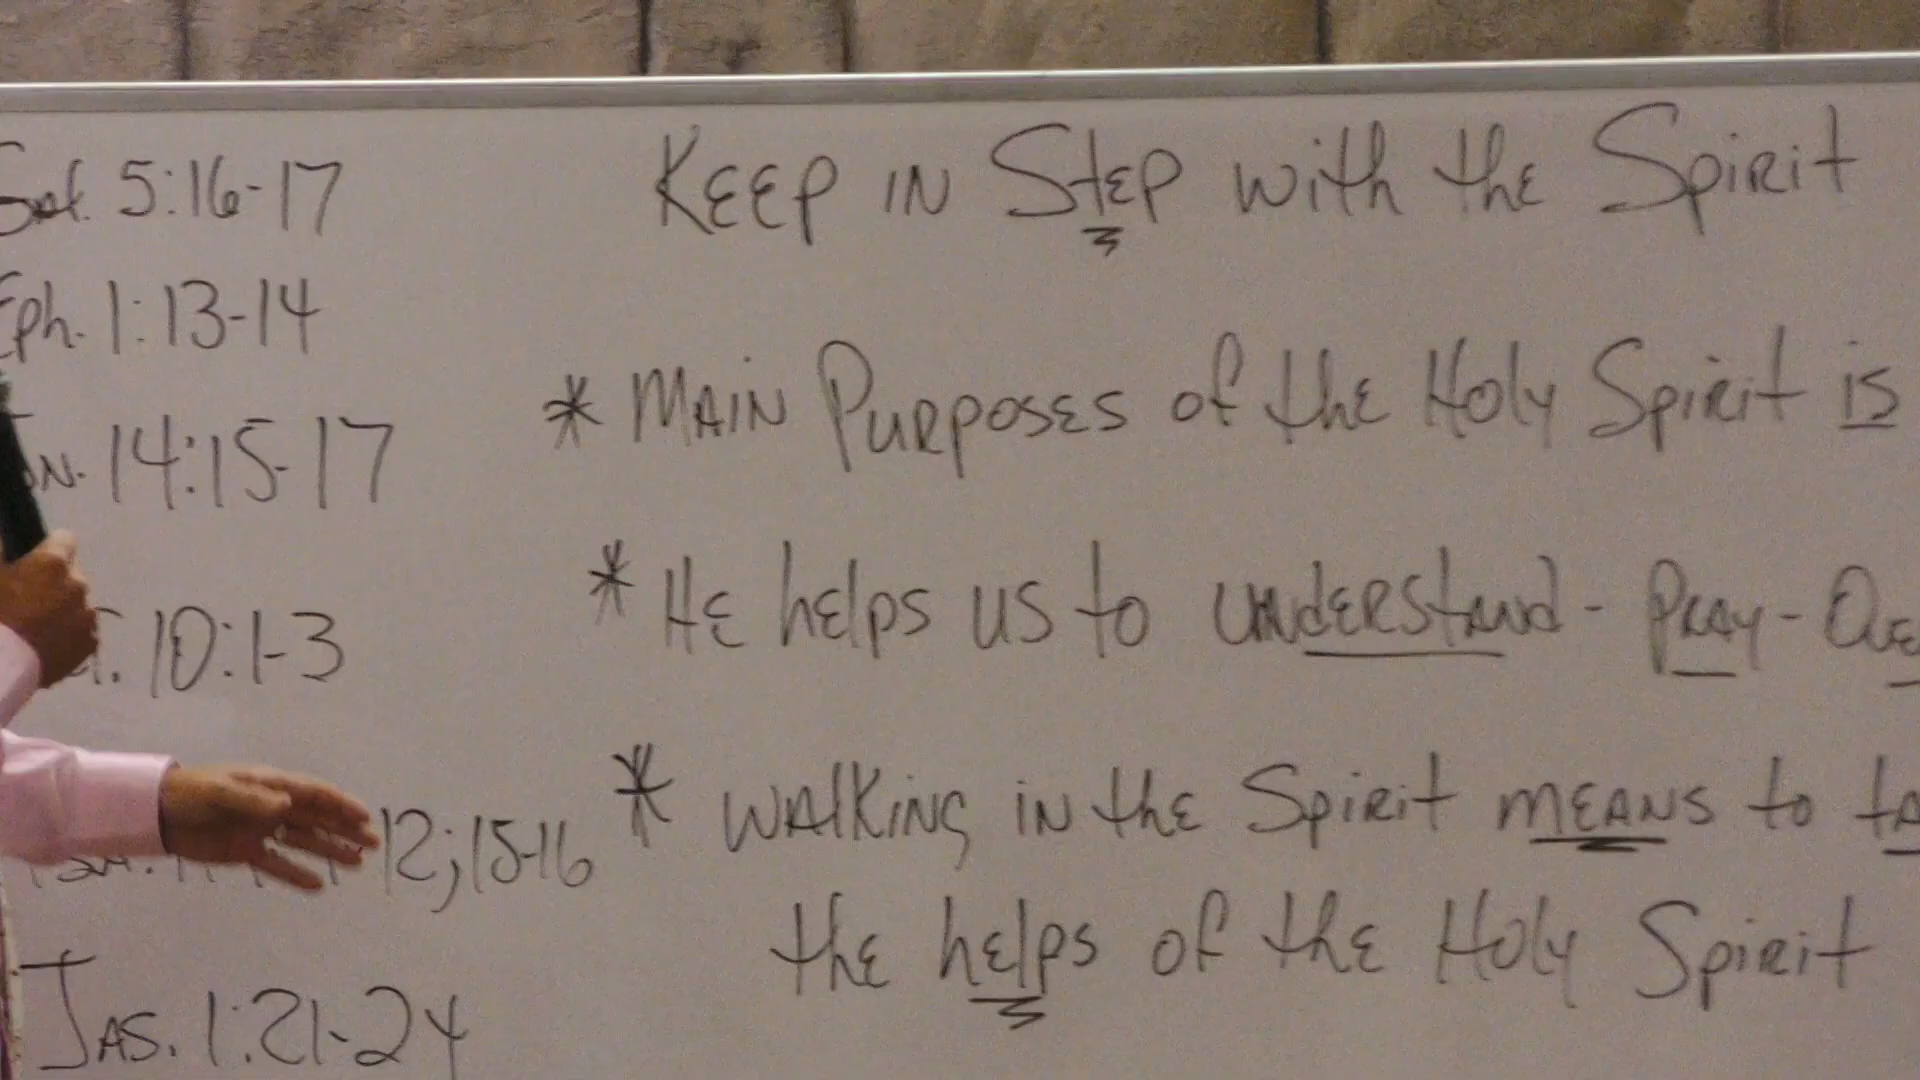 Gal. 5:16-17
Eph. 1:13-14
14:15-17
10:1-3
12;15-16
Jas. 1:21-24
Keep in Step with the Spirit
* Main Purposes of the Holy Spirit is
* He helps us to understand - Pray -
* Walking in the Spirit means to
the helps of the Holy Spirit